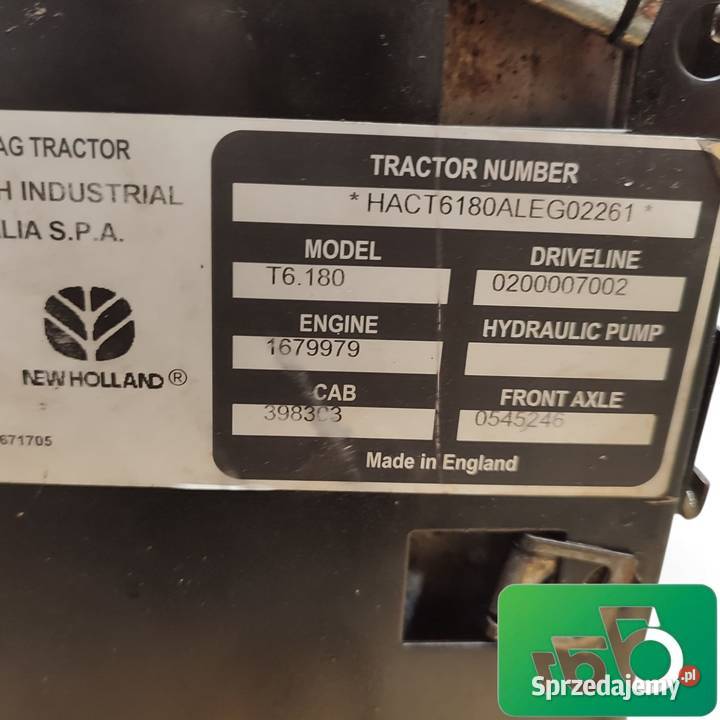 AG TRACTOR
H INDUSTRIAL
LIA S.P.A.
NEW HOLLAND®
671705
TRACTOR NUMBER
* HACT6180ALEG02261 *
MODEL
T6.180
DRIVELINE
0200007002
ENGINE
1679979
HYDRAULIC PUMP
CAB
398303
FRONT AXLE
0545246
Made in England
Sprzedajemy.pl